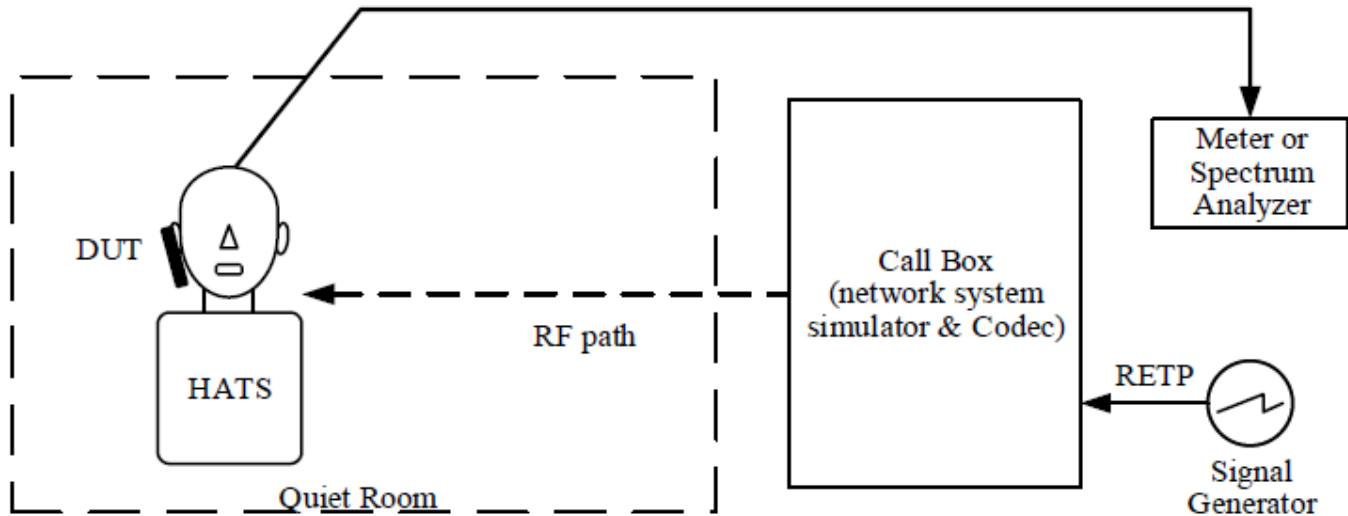 Meter or
Spectrum
Analyzer
DUT
Call Box
(network system
simulator & Codec)
RF path
RETP
HATS
Signal
Generator
Quiet Room